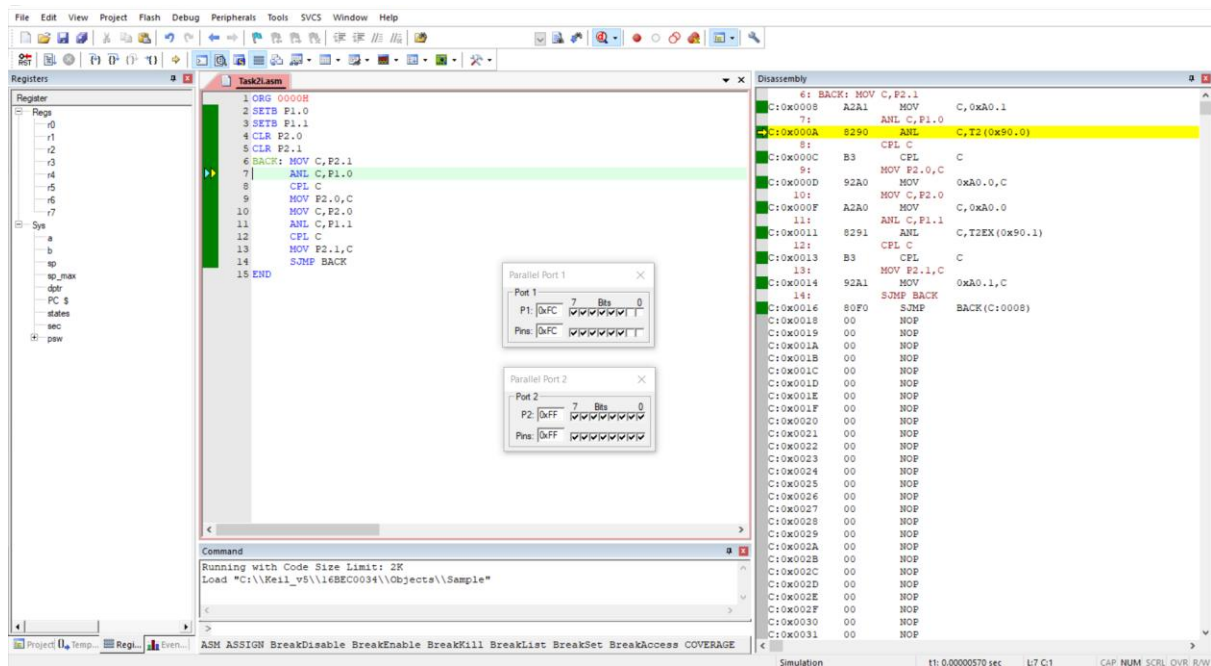 File Edit View Project Flash Debug Peripherals Tools SVCS Window Help
RST
Registers
Register
Regs
r0
r1
r2
r3
r4
r5
r6
r7
Sys
a
b
sp
sp_max
dptr
PC $
states
sec
psw
Project Temp... Regi... Even...
Task2i.asm
1 ORG 0000H
2 SETB P1.0
3 SETB P1.1
4 CLR P2.0
5 CLR P2.1
6 BACK: MOV C,P2.1
7 ANL C,P1.0
8 CPL C
9 MOV P2.0,C
10 MOV C,P2.0
11 ANL C,P1.1
12 CPL C
13 MOV P2.1,C
14 SJMP BACK
15 END
Parallel Port 1
Port 1
7 Bits 0
P1: 0xFC
Pins: 0xFC
Parallel Port 2
Port 2
7 Bits 0
P2: 0xFF
Pins: 0xFF
Command
Running with Code Size Limit: 2K
Load "C:\\Keil_v5\\16BEC0034\\Objects\\Sample"
>
ASM ASSIGN BreakDisable BreakEnable BreakKill BreakList BreakSet BreakAccess COVERAGE
Disassembly
6: BACK: MOV C,P2.1
C:0x0008 A2A1 MOV C,0xA0.1
7: ANL C,P1.0
C:0x000A 8290 ANL C,T2(0x90.0)
8: CPL C
C:0x000C B3 CPL C
9: MOV P2.0,C
C:0x000D 92A0 MOV 0xA0.0,C
10: MOV C,P2.0
C:0x000F A2A0 MOV C,0xA0.0
11: ANL C,P1.1
C:0x0011 8291 ANL C,T2EX(0x90.1)
12: CPL C
C:0x0013 B3 CPL C
13: MOV P2.1,C
C:0x0014 92A1 MOV 0xA0.1,C
14: SJMP BACK
C:0x0016 80F0 SJMP BACK(C:0008)
C:0x0018 00 NOP
C:0x0019 00 NOP
C:0x001A 00 NOP
C:0x001B 00 NOP
C:0x001C 00 NOP
C:0x001D 00 NOP
C:0x001E 00 NOP
C:0x001F 00 NOP
C:0x0020 00 NOP
C:0x0021 00 NOP
C:0x0022 00 NOP
C:0x0023 00 NOP
C:0x0024 00 NOP
C:0x0025 00 NOP
C:0x0026 00 NOP
C:0x0027 00 NOP
C:0x0028 00 NOP
C:0x0029 00 NOP
C:0x002A 00 NOP
C:0x002B 00 NOP
C:0x002C 00 NOP
C:0x002D 00 NOP
C:0x002E 00 NOP
C:0x002F 00 NOP
C:0x0030 00 NOP
C:0x0031 00 NOP
Simulation t1: 0.00000570 sec L:7 C:1 CAP NUM SCRL OVR R/W